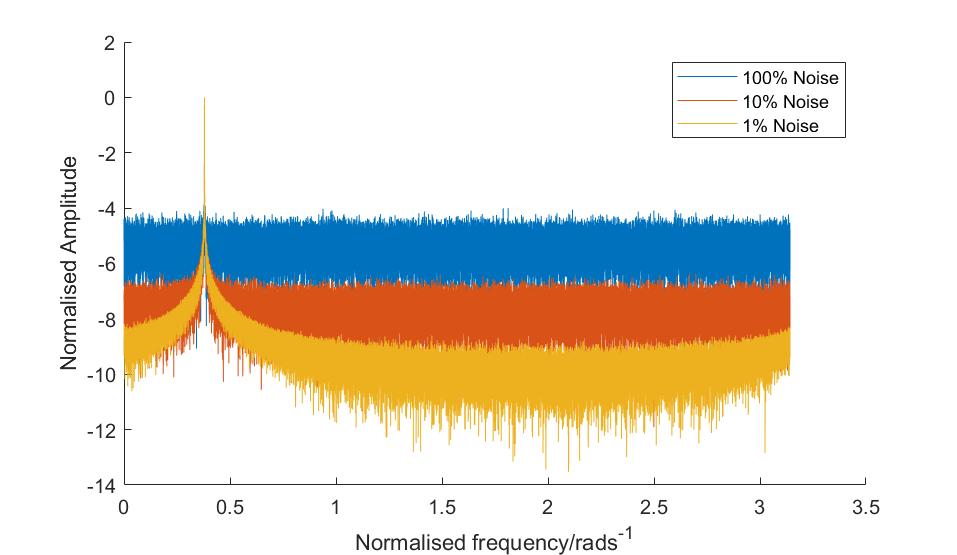 2
0
-2
-4
-6
-8
-10
-12
-14
Normalised Amplitude
100% Noise
10% Noise
1% Noise
0 0.5 1 1.5 2 2.5 3 3.5
Normalised frequency/rads-1